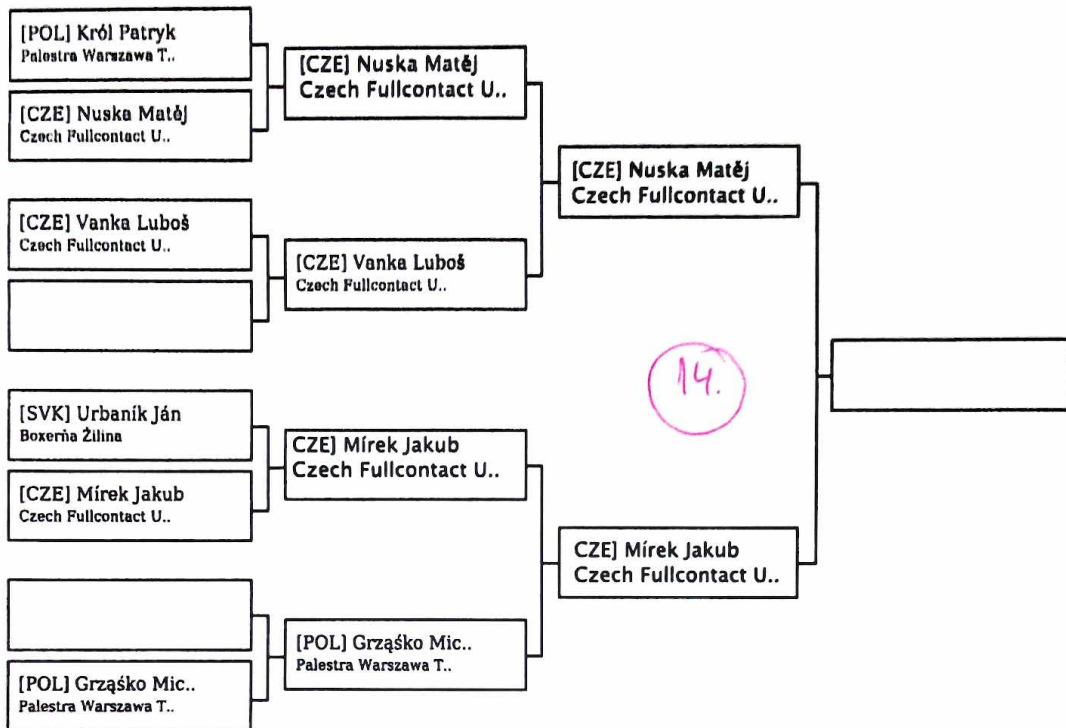 [POL] Król Patryk
Palestra Warszawa T..
[CZE] Nuska Matěj
Czech Fullcontact U..
[CZE] Vanka Luboš
Czech Fullcontact U..
[SVK] Urbaník Ján
Boxerňa Žilina
[CZE] Mírek Jakub
Czech Fullcontact U..
[POL] Grząśko Mic..
Palestra Warszawa T..
[CZE] Nuska Matěj
Czech Fullcontact U..
[CZE] Vanka Luboš
Czech Fullcontact U..
CZE] Mírek Jakub
Czech Fullcontact U..
[POL] Grząśko Mic..
Palestra Warszawa T..
[CZE] Nuska Matěj
Czech Fullcontact U..
14.
CZE] Mírek Jakub
Czech Fullcontact U..